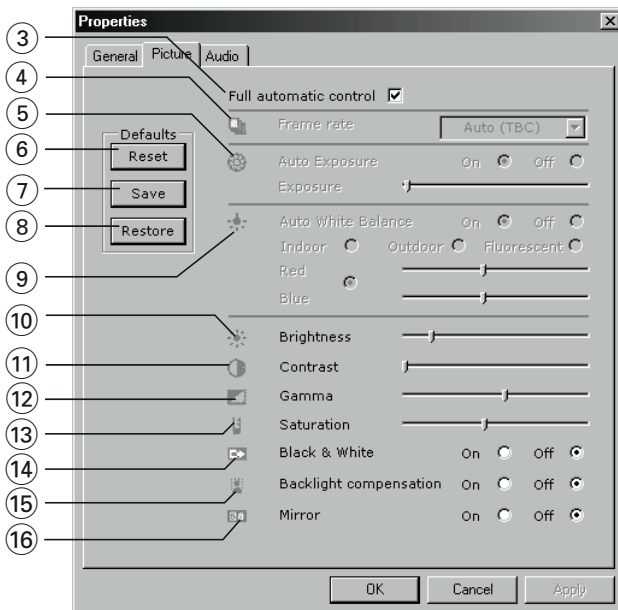 Properties
General Picture Audio
③ Full automatic control
④ Frame rate Auto (TBC)
Defaults
⑤ Auto Exposure On Off
⑥ Reset
Exposure
⑦ Save
⑧ Restore
⑨ Auto White Balance On Off
Indoor Outdoor Fluorescent
Red
Blue
⑩ Brightness
⑪ Contrast
⑫ Gamma
⑬ Saturation
⑭ Black & White On Off
⑮ Backlight compensation On Off
⑯ Mirror On Off
OK Cancel Apply